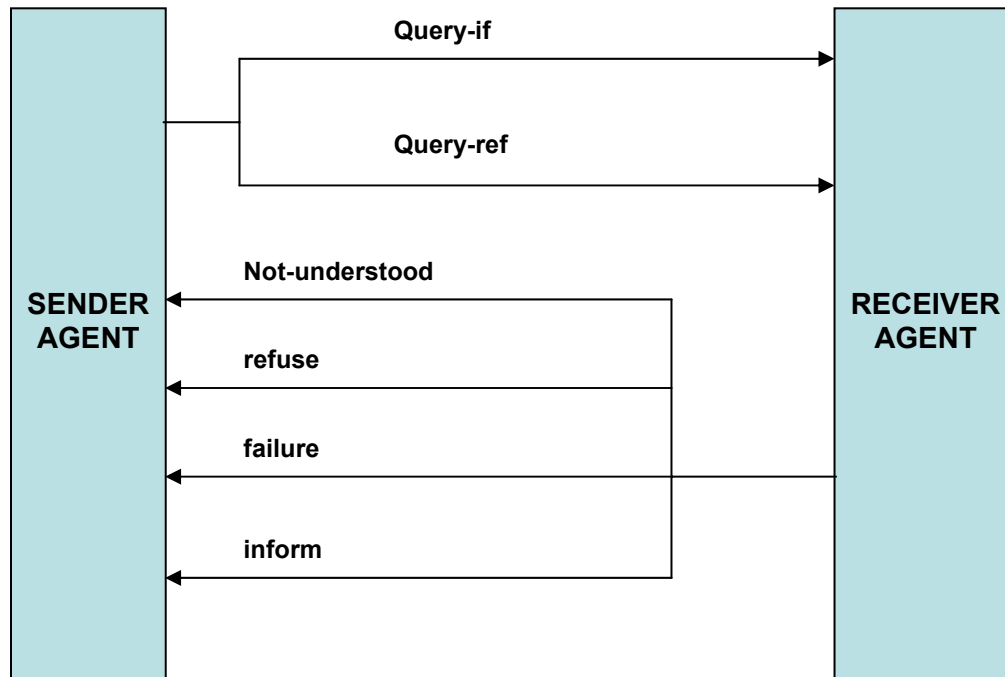 Query-if
Query-ref
Not-understood
SENDER
AGENT
RECEIVER
AGENT
refuse
failure
inform